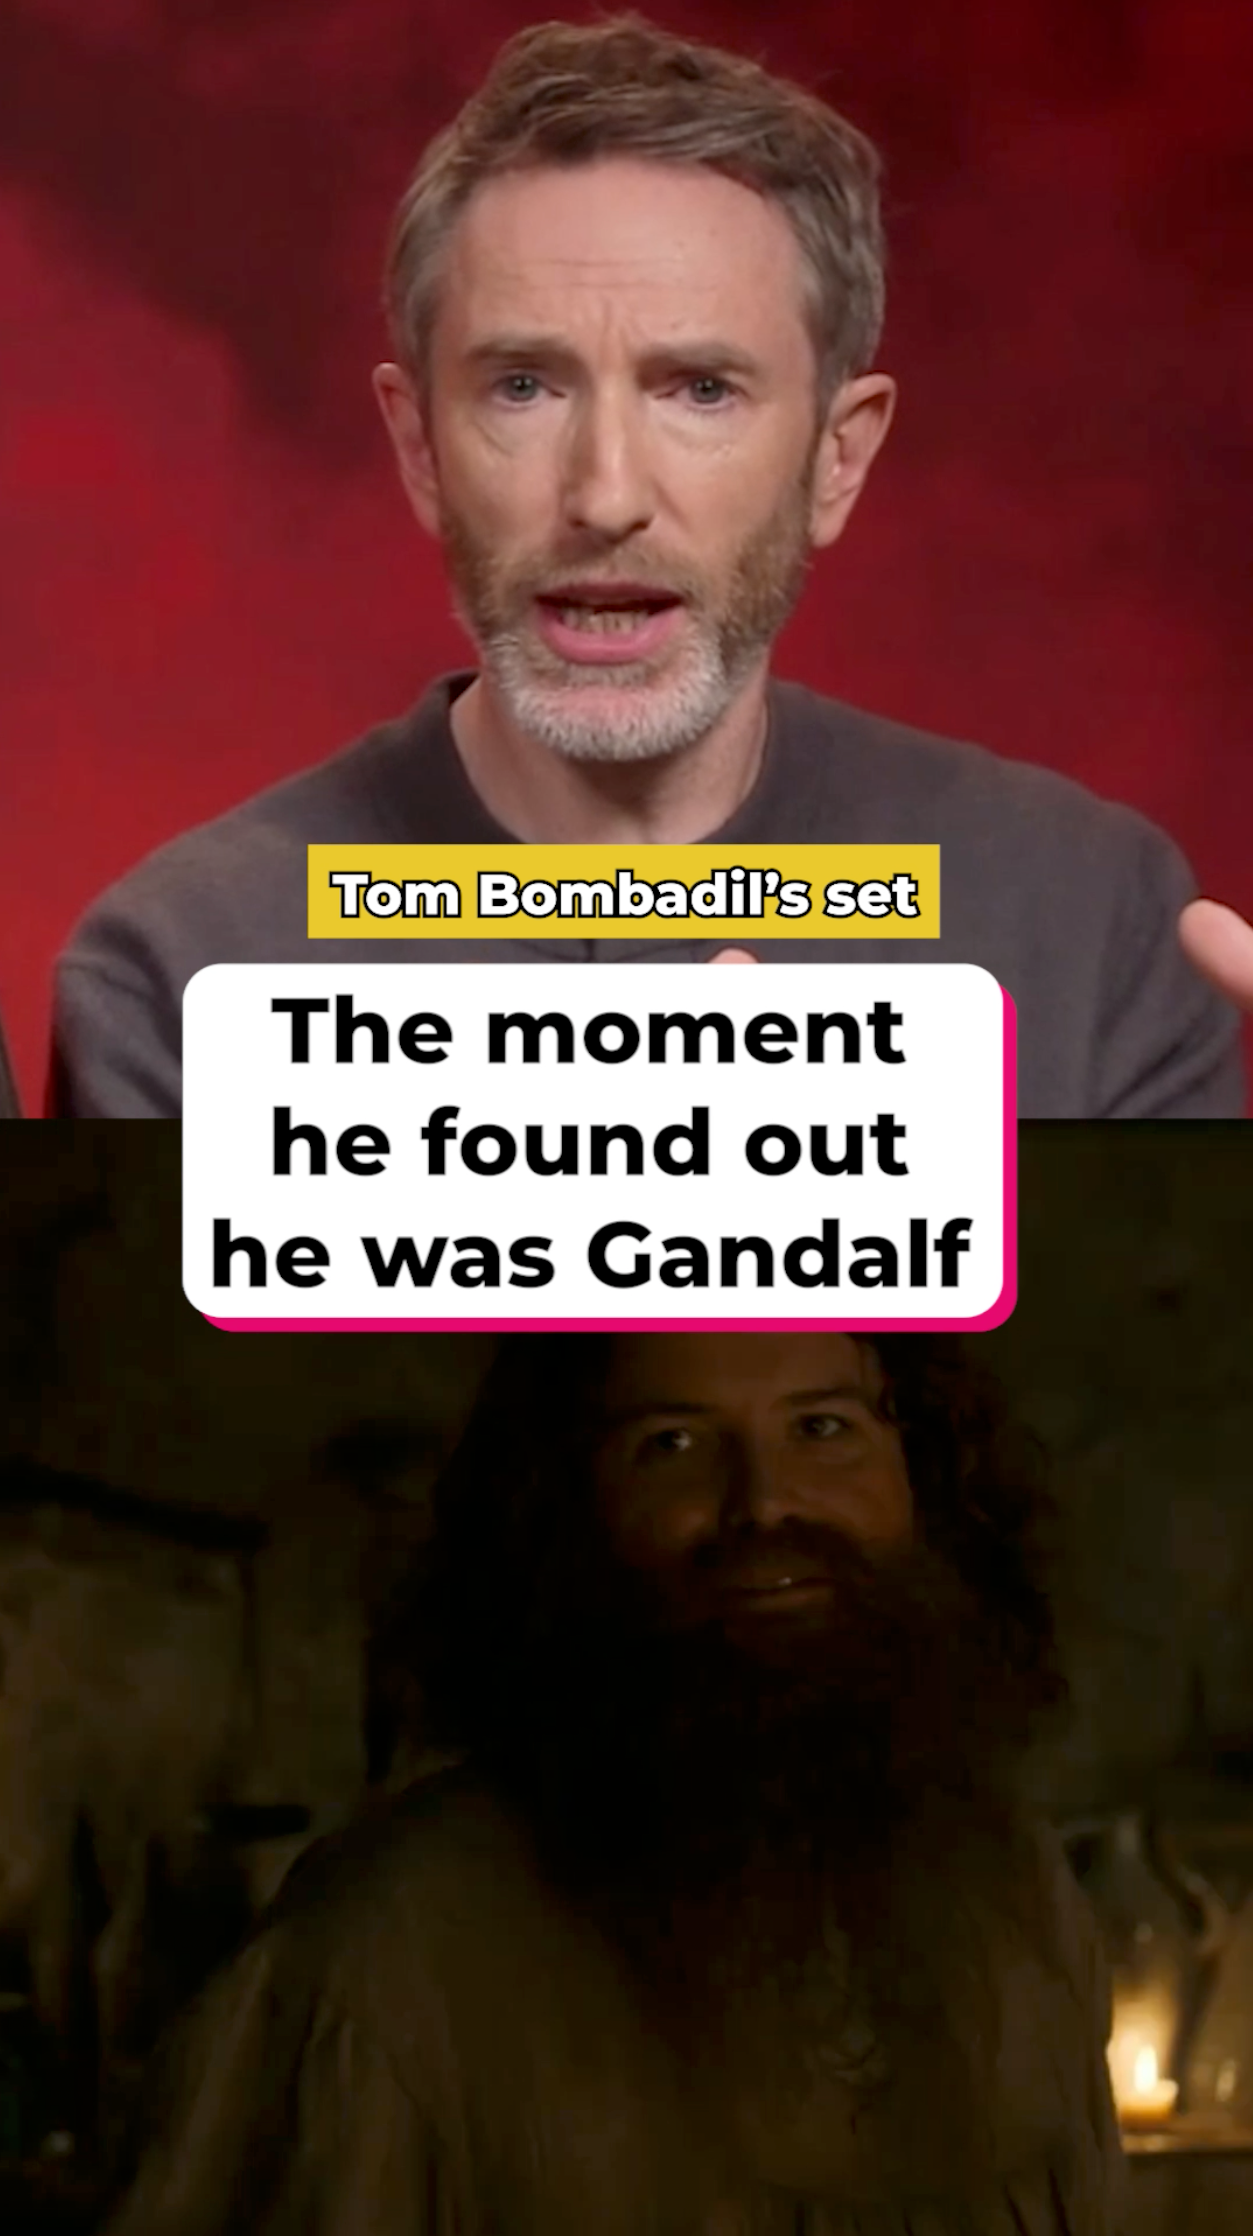 Tom Bombadil’s set
The moment
he found out
he was Gandalf